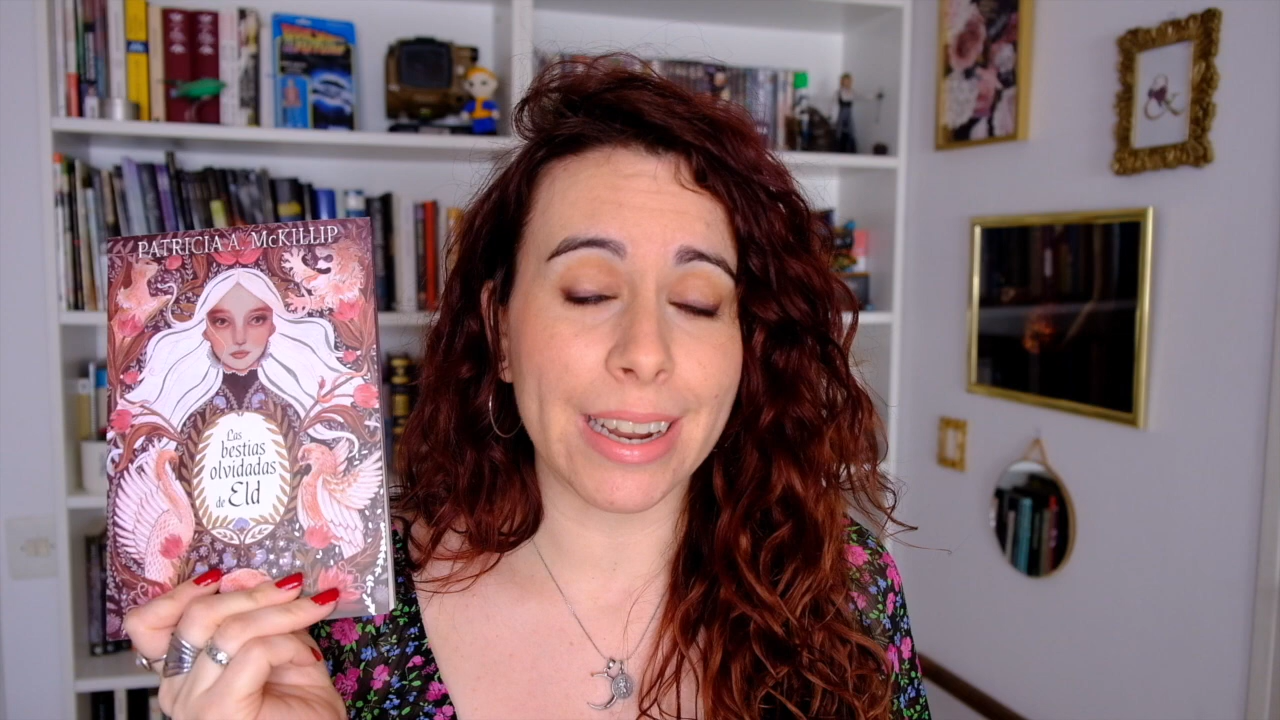 PATRICIA A. McKILLIP
Las
bestias
olvidadas
de Eld